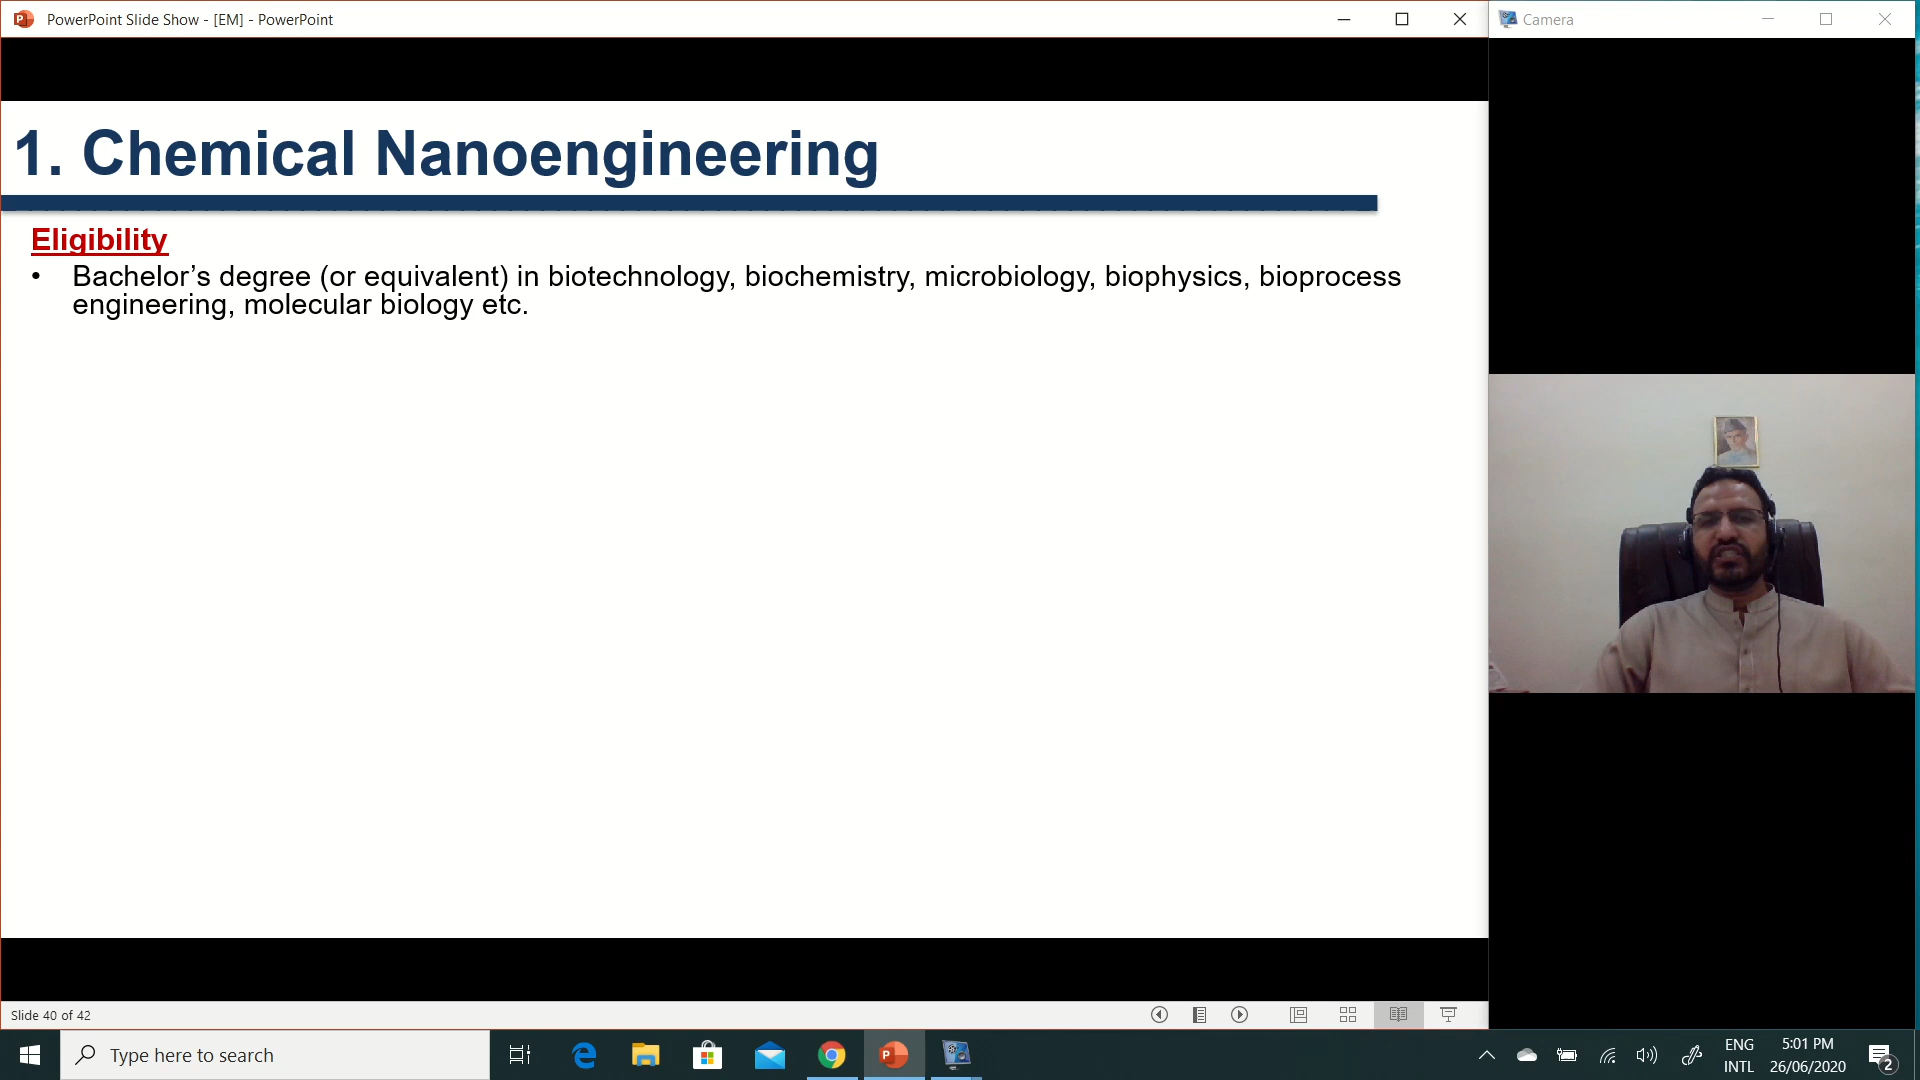 PowerPoint Slide Show - [EM] - PowerPoint
Camera
1. Chemical Nanoengineering
Eligibility
• Bachelor’s degree (or equivalent) in biotechnology, biochemistry, microbiology, biophysics, bioprocess
engineering, molecular biology etc.
Slide 40 of 42
Type here to search
ENG
INTL
5:01 PM
26/06/2020
2